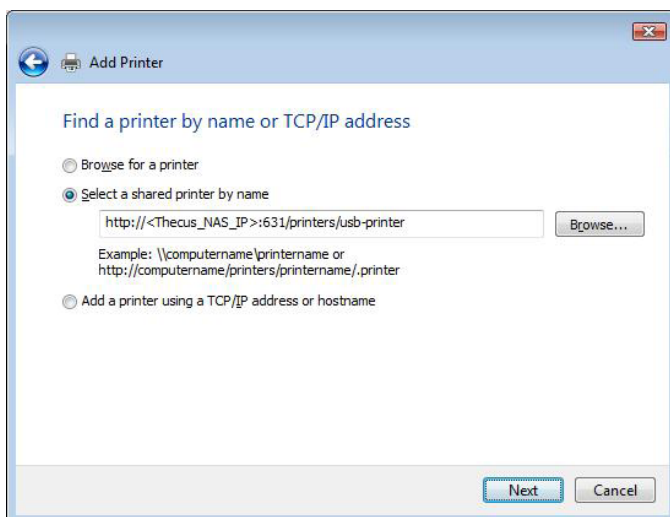 Add Printer
Find a printer by name or TCP/IP address
Browse for a printer
Select a shared printer by name
http://<Thecus_NAS_IP>:631/printers/usb-printer
Browse...
Example: \\computername\printername or
http://computername/printers/printername/.printer
Add a printer using a TCP/IP address or hostname
Next
Cancel